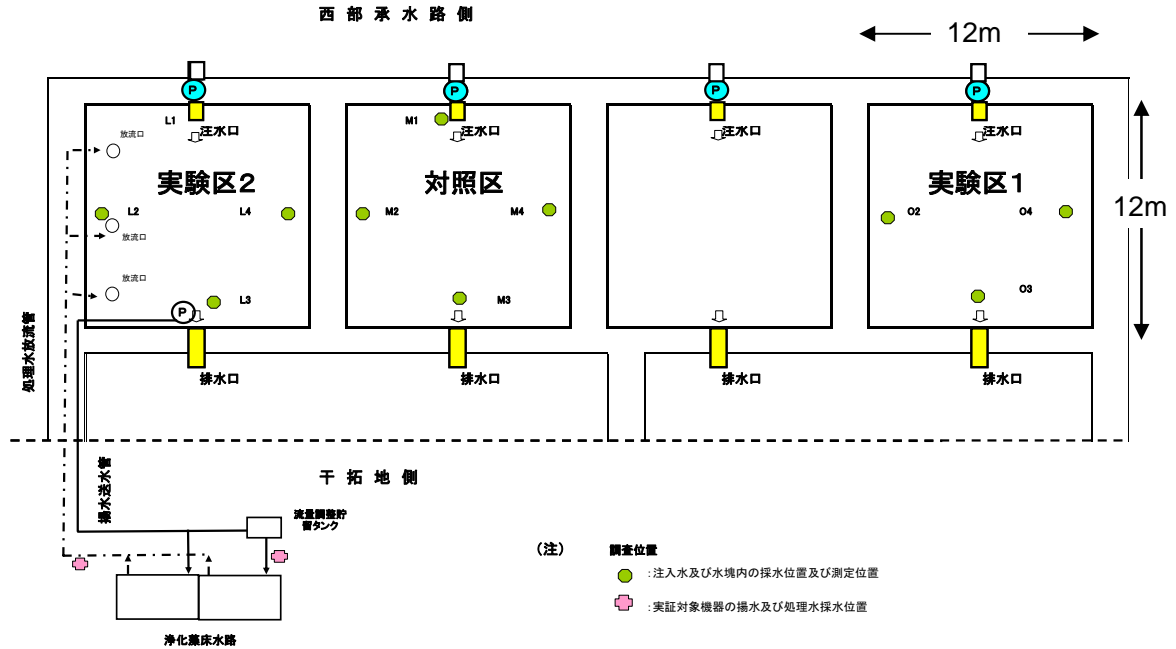 西部承水路側
12m
P
P
P
P
L1
注水口
放流口
M1
注水口
注水口
注水口
実験区2
対照区
実験区1
12m
L2
L4
M2
M4
O2
O4
放流口
放流口
L3
M3
O3
P
処理水放流管
排水口
排水口
排水口
排水口
揚水送水管
干拓地側
流量調整貯
留タンク
(注)
調査位置
:注入水及び水塊内の採水位置及び測定位置
:実証対象機器の揚水及び処理水採水位置
浄化藻床水路